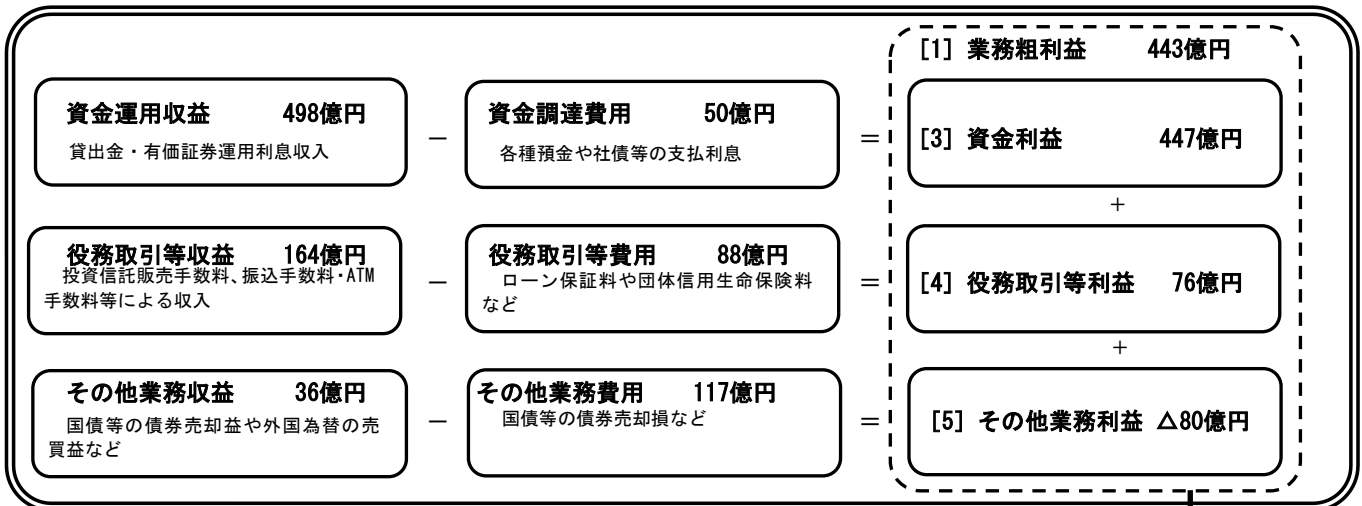 [1] 業務粗利益 443億円
資金運用収益 498億円
貸出金・有価証券運用利息収入
－
資金調達費用 50億円
各種預金や社債等の支払利息
＝
[3] 資金利益 447億円
＋
役務取引等収益 164億円
投資信託販売手数料、振込手数料・ATM
手数料等による収入
－
役務取引等費用 88億円
ローン保証料や団体信用生命保険料
など
＝
[4] 役務取引等利益 76億円
＋
その他業務収益 36億円
国債等の債券売却益や外国為替の売
買益など
－
その他業務費用 117億円
国債等の債券売却損など
＝
[5] その他業務利益 △80億円